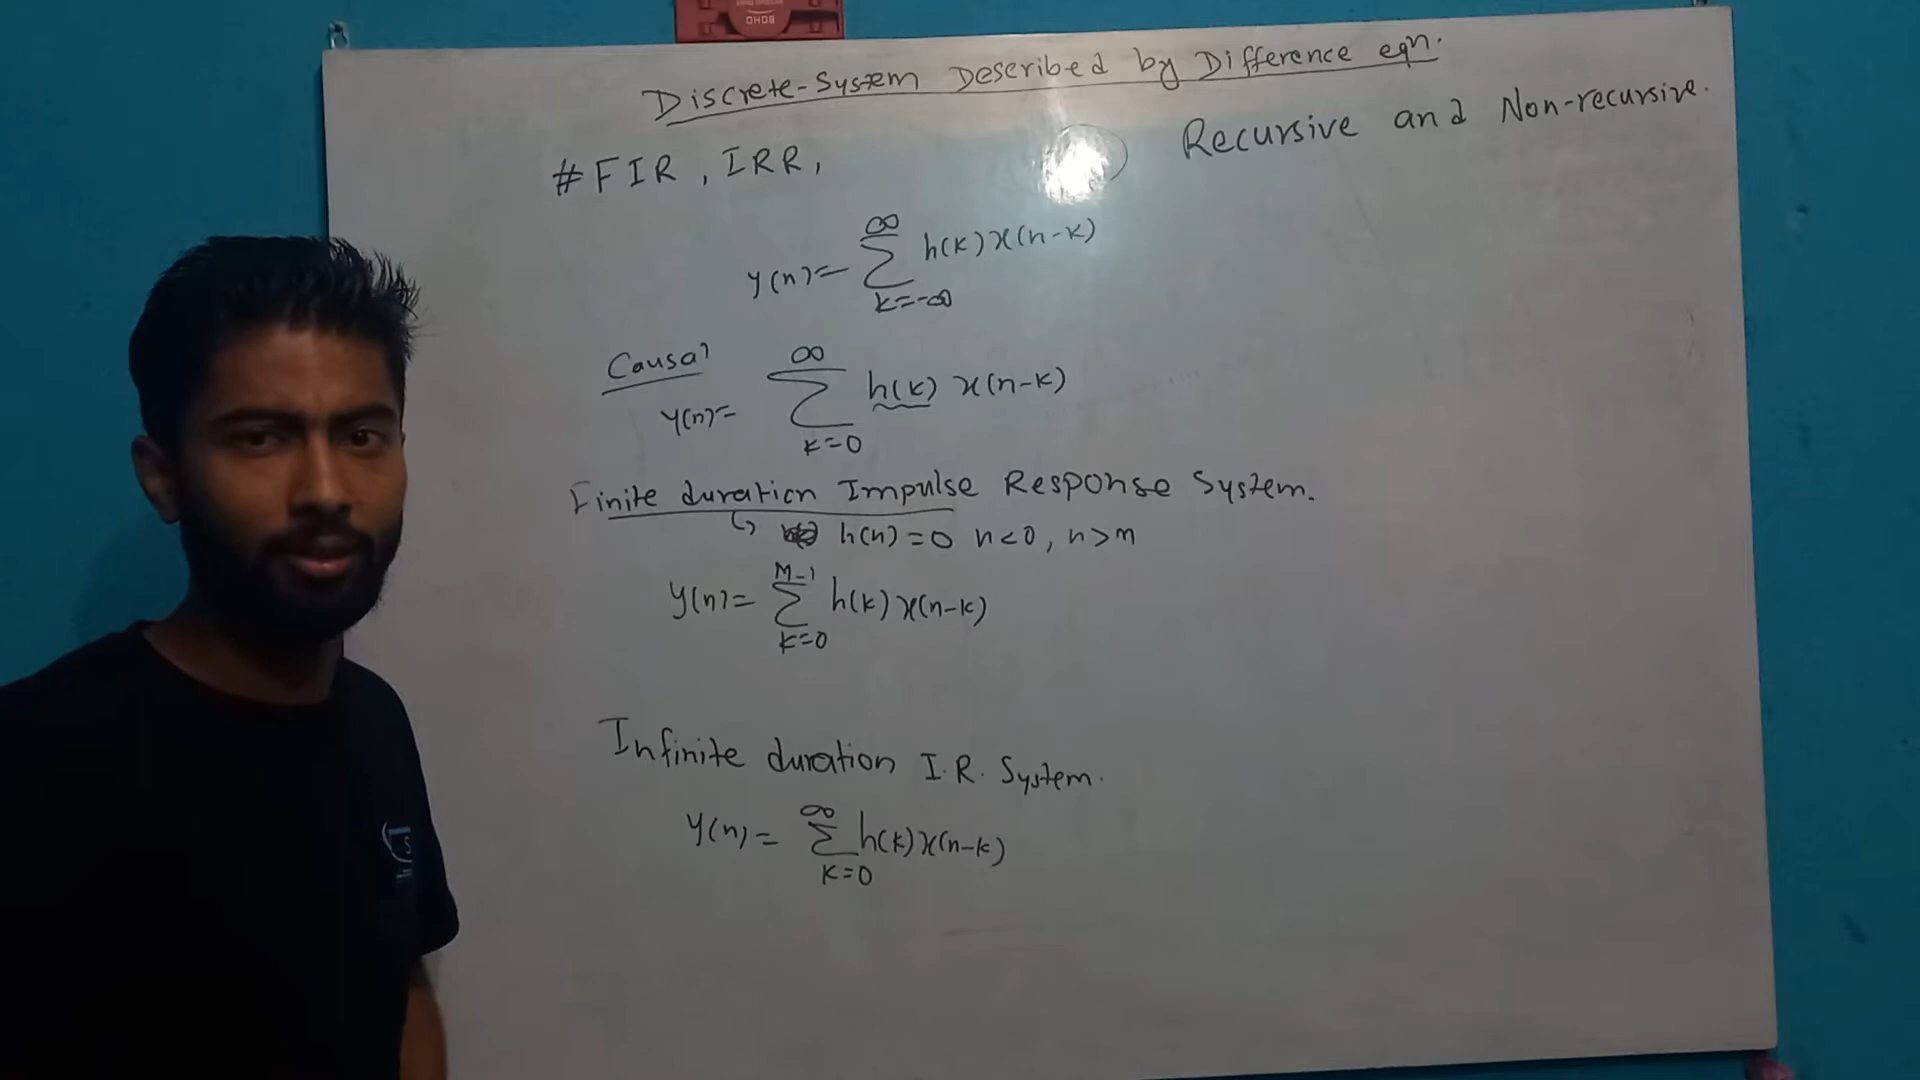 BOHO
Discrete-System Described by Difference eqn.
Recursive and Non-recursive.
#FIR, IRR,
y(n)= ∞ Σ k=-∞ h(k)x(n-k)
Causal
y(n)= ∞ Σ k=0 h(k) x(n-k)
Finite duration Impulse Response System.
h(n)=0 n<0, n>m
y(n)= M-1 Σ k=0 h(k)x(n-k)
Infinite duration I.R. System.
y(n)= ∞ Σ k=0 h(k)x(n-k)